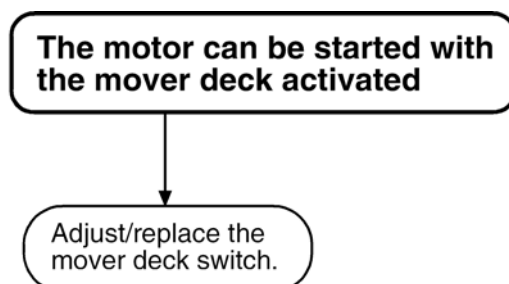 The motor can be started with
the mover deck activated
Adjust/replace the
mover deck switch.